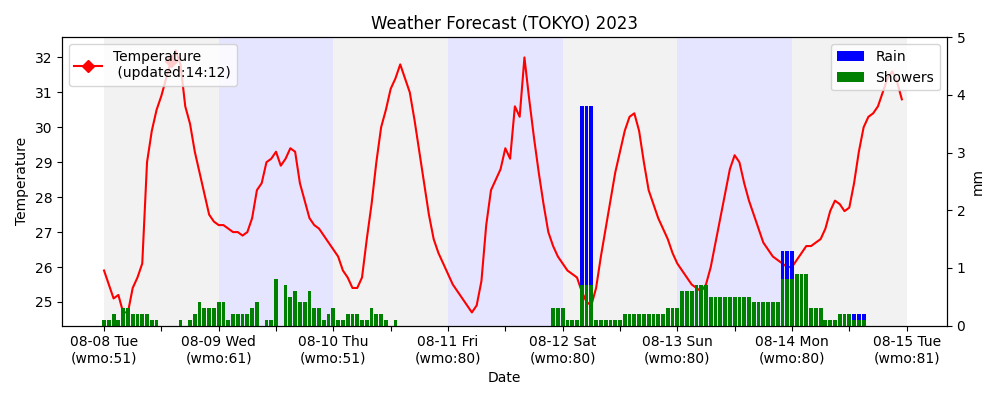 Weather Forecast (TOKYO) 2023
Temperature
(updated:14:12)
Rain
Showers
Temperature
32
31
30
29
28
27
26
25
5
4
3
2
1
0
mm
08-08 Tue
(wmo:51)
08-09 Wed
(wmo:61)
08-10 Thu
(wmo:51)
08-11 Fri
(wmo:80)
08-12 Sat
(wmo:80)
08-13 Sun
(wmo:80)
08-14 Mon
(wmo:80)
08-15 Tue
(wmo:81)
Date